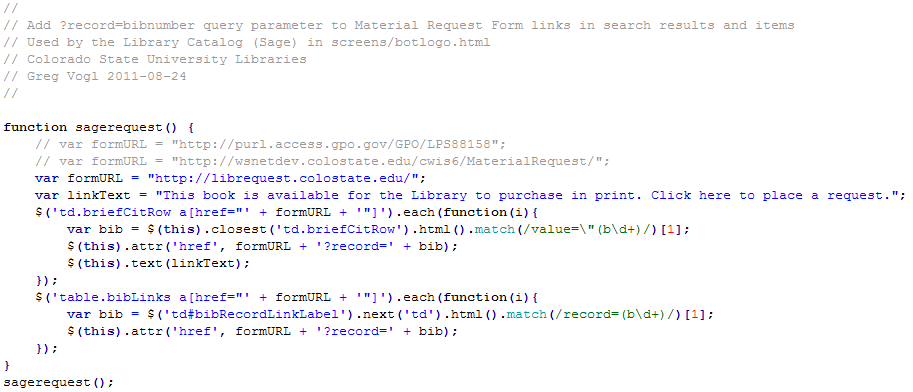 //
// Add ?record=bibnumber query parameter to Material Request Form links in search results and items
// Used by the Library Catalog (Sage) in screens/botlogo.html
// Colorado State University Libraries
// Greg Vogl 2011-08-24
//

function sagerequest() {
    // var formURL = "http://purl.access.gpo.gov/GPO/LPS88158";
    // var formURL = "http://wsnetdev.colostate.edu/cwis6/MaterialRequest/";
    var formURL = "http://librequest.colostate.edu/";
    var linkText = "This book is available for the Library to purchase in print. Click here to place a request.";
    $('td.briefCitRow a[href="' + formURL + '"]').each(function(i){
        var bib = $(this).closest('td.briefCitRow').html().match(/value=\"(b\d+)/)[1];
        $(this).attr('href', formURL + '?record=' + bib);
        $(this).text(linkText);
    });
    $('table.bibLinks a[href="' + formURL + '"]').each(function(i){
        var bib = $('td#bibRecordLinkLabel').next('td').html().match(/record=(b\d+)/)[1];
        $(this).attr('href', formURL + '?record=' + bib);
    });
}
sagerequest();